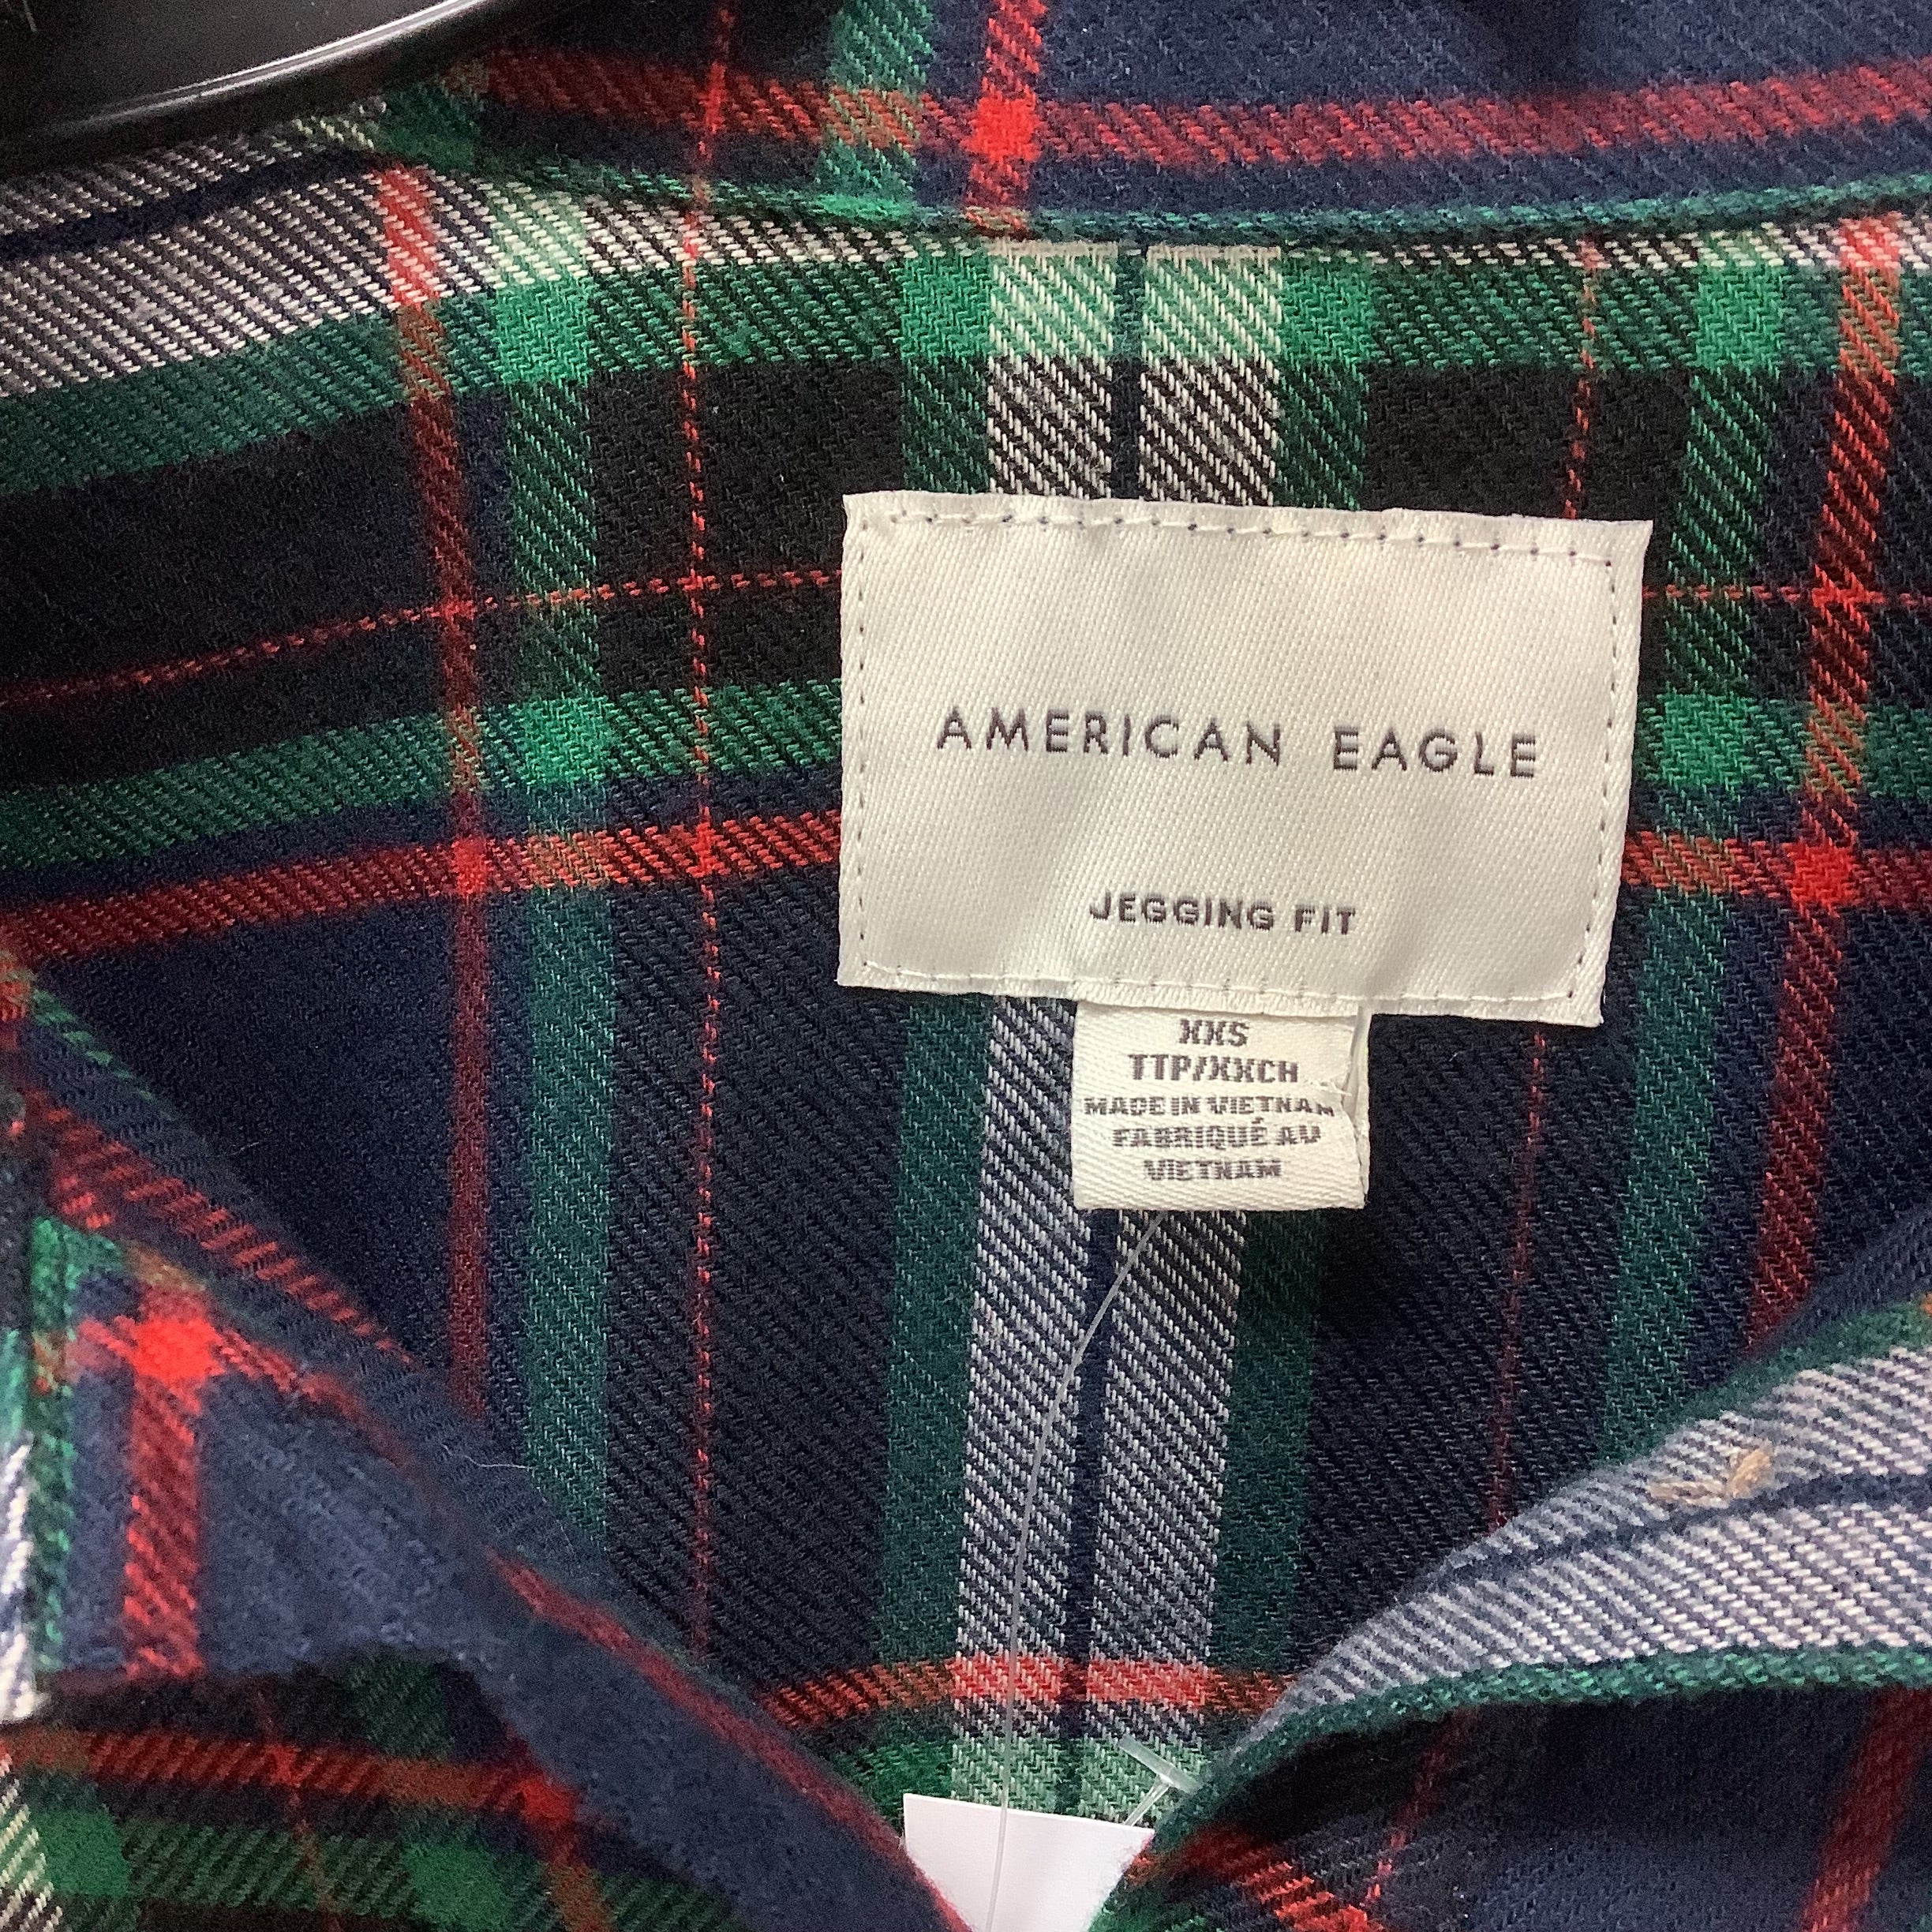 AMERICAN EAGLE
JEGGING FIT
XXS
TTP/XXCH
MADE IN VIETNAM
FABRIQUÉ AU
VIETNAM